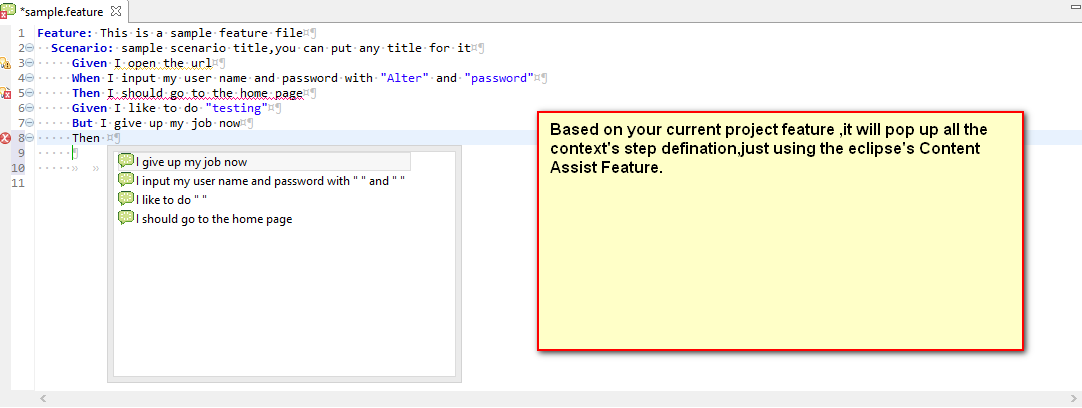 *sample.feature
1 Feature: This is a sample feature file
2 Scenario: sample scenario title,you can put any title for it
3 Given I open the url
4 When I input my user name and password with "Alter" and "password"
5 Then I should go to the home page
6 Given I like to do "testing"
7 But I give up my job now
8 Then
9
10
11
I give up my job now
I input my user name and password with " " and " "
I like to do " "
I should go to the home page
Based on your current project feature ,it will pop up all the
context's step defination,just using the eclipse's Content
Assist Feature.